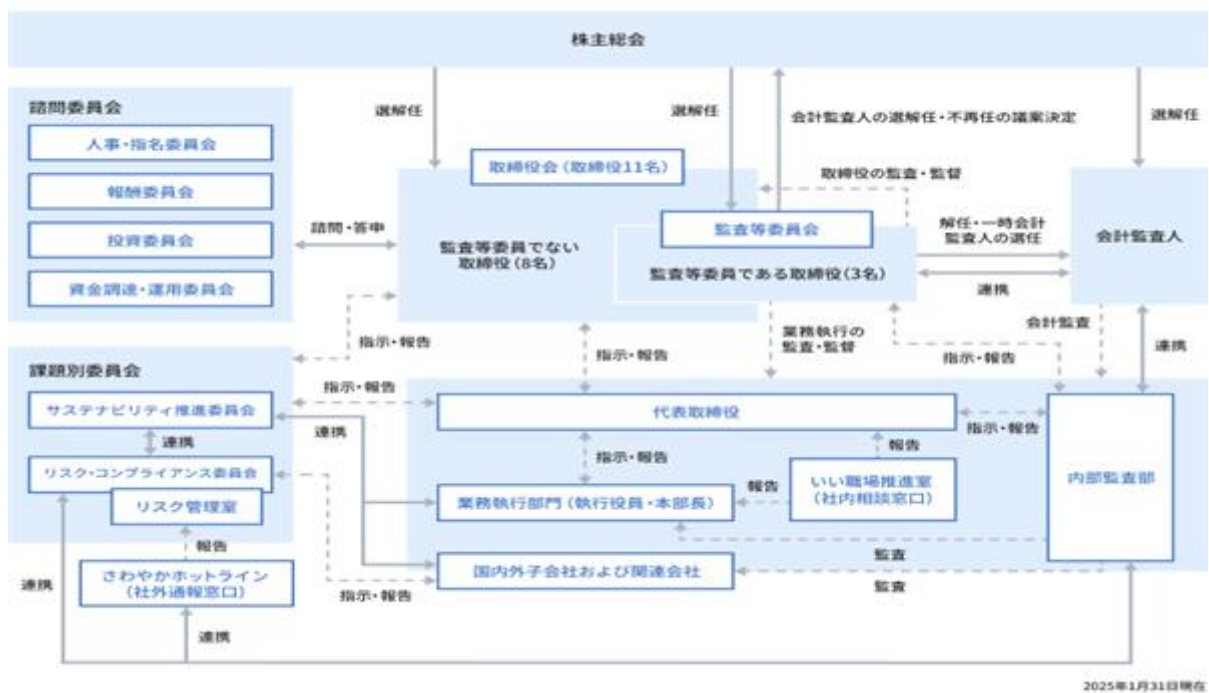 株主総会
諮問委員会
人事・指名委員会
報酬委員会
投資委員会
資金調達・運用委員会
選解任
選解任
会計監査人の選解任・不再任の議案決定
選解任
取締役会(取締役11名)
取締役の監査・監督
諮問・答申
監査等委員でない
取締役(8名)
監査等委員会
監査等委員である取締役(3名)
解任・一時会計
監査人の選任
連携
会計監査人
指示・報告
指示・報告
業務執行の
監査・監督
指示・報告
会計監査
連携
課題別委員会
サステナビリティ推進委員会
連携
リスク・コンプライアンス委員会
リスク管理室
報告
さわやかホットライン
(社外通報窓口)
連携
連携
指示・報告
連携
指示・報告
代表取締役
指示・報告
報告
指示・報告
業務執行部門(執行役員・本部長)
報告
いい職場推進室
(社内相談窓口)
内部監査部
監査
国内外子会社および関連会社
監査
2025年1月31日現在